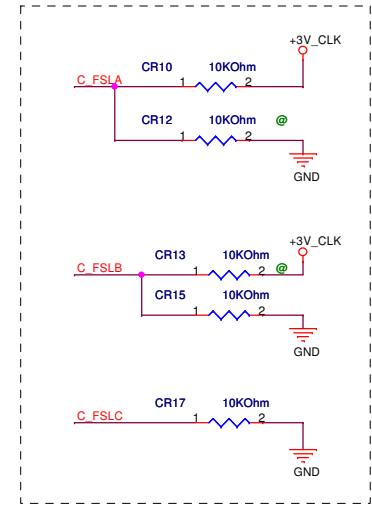 +3V_CLK
CR10 10KOhm
C_FSLA 1 2
CR12 10KOhm @
1 2
GND
+3V_CLK
CR13 10KOhm
C_FSLB 1 2 @
CR15 10KOhm
1 2
GND
CR17 10KOhm
C_FSLC 1 2
GND